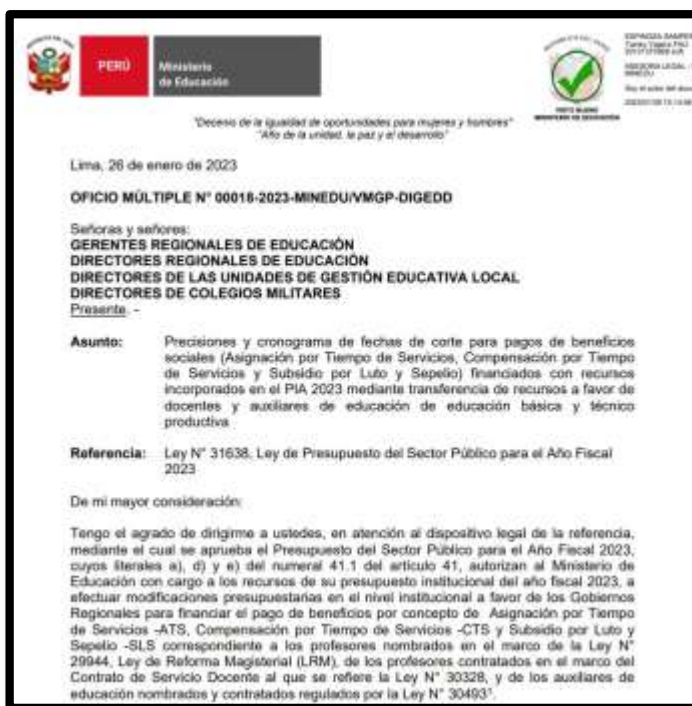 PERÚ
Ministerio
de Educación
"Decenio de la igualdad de oportunidades para mujeres y hombres"
"Año de la unidad, la paz y el desarrollo"
Lima, 26 de enero de 2023
OFICIO MÚLTIPLE N° 00016-2023-MINEDU/VMGP-DIGEDD
Señoras y señores:
GERENTES REGIONALES DE EDUCACIÓN
DIRECTORES REGIONALES DE EDUCACIÓN
DIRECTORES DE LAS UNIDADES DE GESTIÓN EDUCATIVA LOCAL
DIRECTORES DE COLEGIOS MILITARES
Presente. -
Asunto: Precisiones y cronograma de fechas de corte para pagos de beneficios
sociales (Asignación por Tiempo de Servicios, Compensación por Tiempo
de Servicios y Subsidio por Luto y Sepelio) financiados con recursos
incorporados en el PIA 2023 mediante transferencia de recursos a favor de
docentes y auxiliares de educación de educación básica y técnico
productiva
Referencia: Ley N° 31638, Ley de Presupuesto del Sector Público para el Año Fiscal
2023
De mi mayor consideración:
Tengo el agrado de dirigirme a ustedes, en atención al dispositivo legal de la referencia,
mediante el cual se aprueba el Presupuesto del Sector Público para el Año Fiscal 2023,
cuyos literales a), d) y e) del numeral 41.1 del artículo 41, autorizan al Ministerio de
Educación con cargo a los recursos de su presupuesto institucional del año fiscal 2023, a
efectuar modificaciones presupuestarias en el nivel institucional a favor de los Gobiernos
Regionales para financiar el pago de beneficios por concepto de Asignación por Tiempo
de Servicios -ATS, Compensación por Tiempo de Servicios -CTS y Subsidio por Luto y
Sepelio -SLS correspondiente a los profesores nombrados en el marco de la Ley N°
29944, Ley de Reforma Magisterial (LRM), de los profesores contratados en el marco del
Contrato de Servicio Docente al que se refiere la Ley N° 30328, y de los auxiliares de
educación nombrados y contratados regulados por la Ley N° 30493¹.